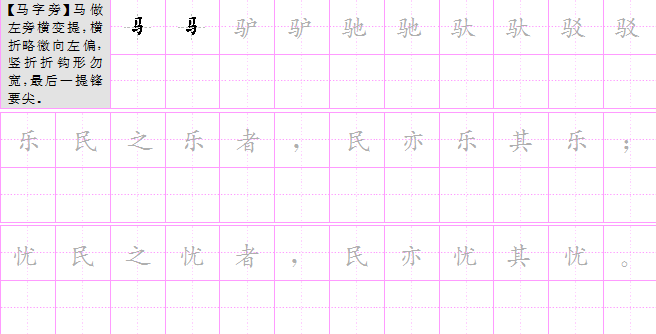 【马字旁】马做
左旁横变提,横
折略微向左偏,
竖折折钩形勿
宽,最后一提锋
要尖.
马 马 驴 驴 驰 驰 驮 驮 驳 驳
乐民之乐者，民亦乐其乐；
忧民之忧者，民亦忧其忧。